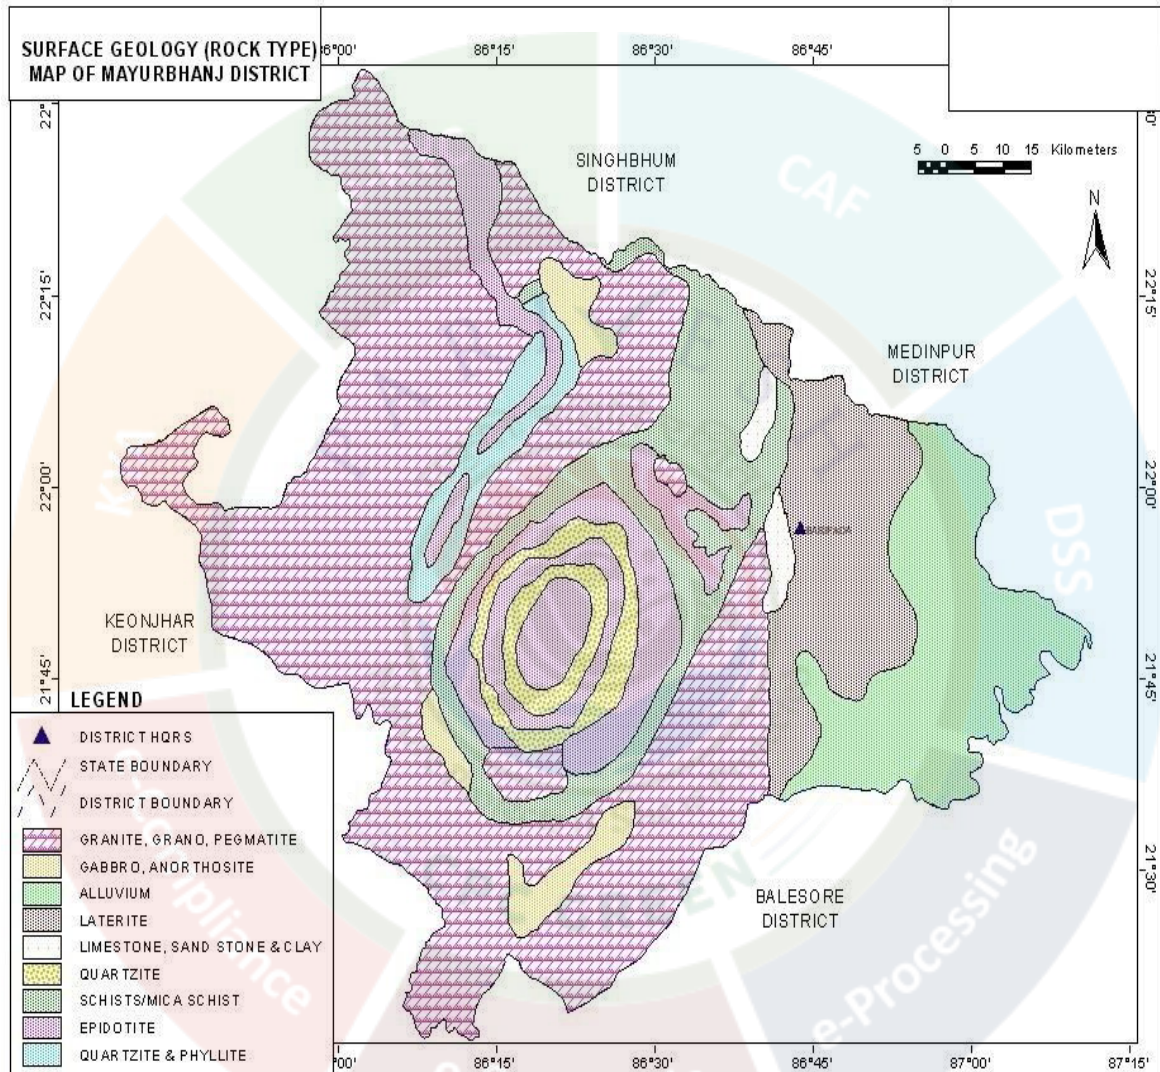 SURFACE GEOLOGY (ROCK TYPE)
MAP OF MAYURBHANJ DISTRICT
86°15'
86°30'
86°45'
5 0 5 10 15 Kilometers
N
SINGHBHUM
DISTRICT
CAF
22°15'
22°15'
MEDINPUR
DISTRICT
22°00'
22°00'
BARIPADA
DSS
KEONJHAR
DISTRICT
21°45'
21°45'
LEGEND
DISTRICT HQRS
STATE BOUNDARY
DISTRICT BOUNDARY
GRANITE, GRANO, PEGMATITE
GABBRO, ANORTHOSITE
ALLUVIUM
LATERITE
LIMESTONE, SAND STONE & CLAY
QUARTZITE
SCHISTS/MICA SCHIST
EPIDOTITE
QUARTZITE & PHYLLITE
e-compliance
21°30'
BALESORE
DISTRICT
e-Processing
86°15'
86°30'
86°45'
87°00'
87°15'